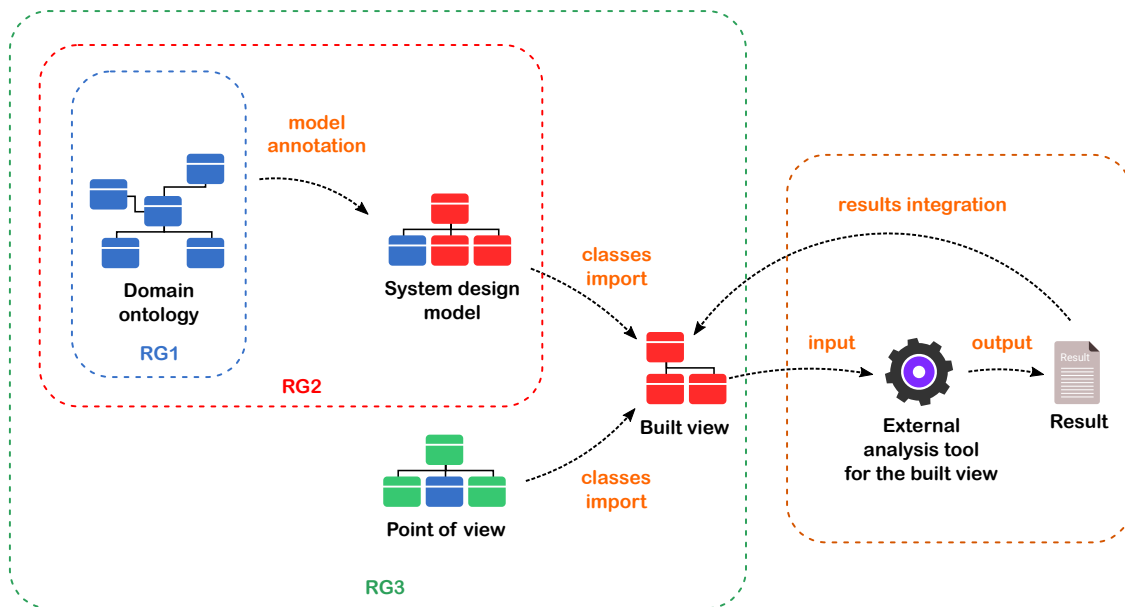 model
annotation
Domain
ontology
RG1
System design
model
RG2
classes
import
Built view
classes
import
Point of view
RG3
results integration
input
output
Result
External
analysis tool
for the built view
Result